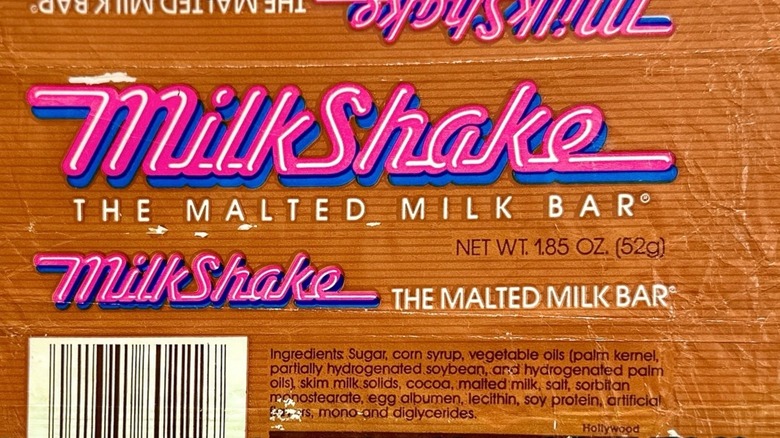 THE MALTED MILK BAR®
MilkShake
MilkShake
THE MALTED MILK BAR®
NET WT. 1.85 OZ. (52g)
MilkShake THE MALTED MILK BAR®
Ingredients: Sugar, corn syrup, vegetable oils (palm kernel,
partially hydrogenated soybean, and hydrogenated palm
oils), skim milk solids, cocoa, malted milk, salt, sorbitan
monostearate, egg albumen, lecithin, soy protein, artificial
mono and diglycerides.
Hollywood